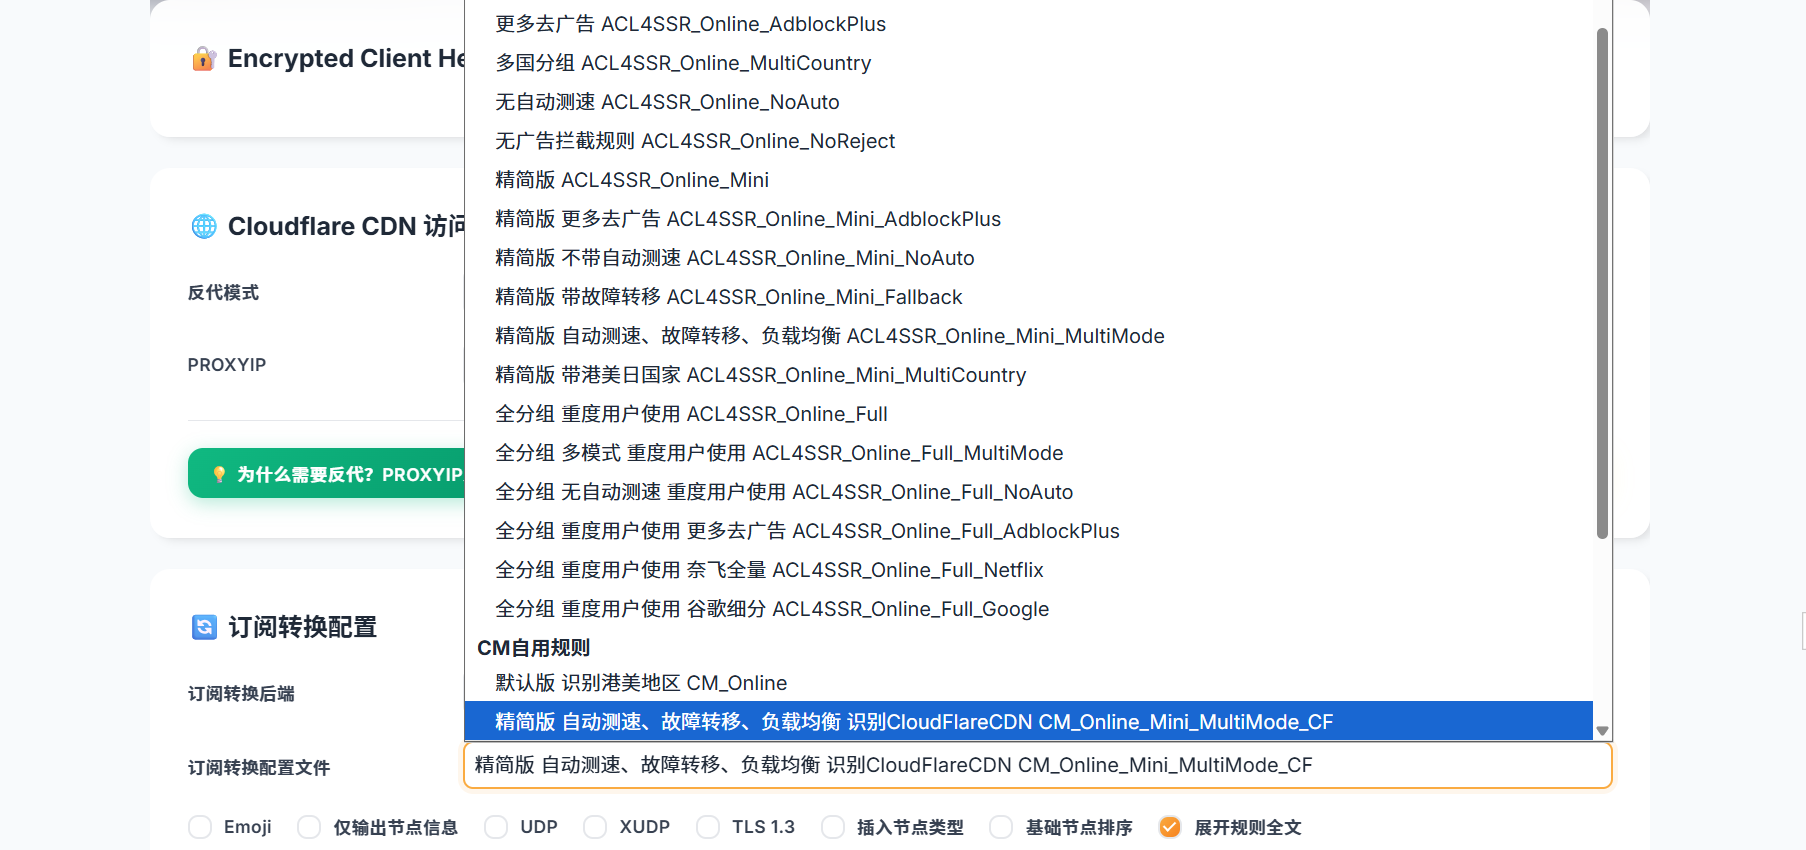 Encrypted Client He
Cloudflare CDN 访问
反代模式
PROXYIP
为什么需要反代? PROXYIP
订阅转换配置
订阅转换后端
订阅转换配置文件
更多去广告 ACL4SSR_Online_AdblockPlus
多国分组 ACL4SSR_Online_MultiCountry
无自动测速 ACL4SSR_Online_NoAuto
无广告拦截规则 ACL4SSR_Online_NoReject
精简版 ACL4SSR_Online_Mini
精简版 更多去广告 ACL4SSR_Online_Mini_AdblockPlus
精简版 不带自动测速 ACL4SSR_Online_Mini_NoAuto
精简版 带故障转移 ACL4SSR_Online_Mini_Fallback
精简版 自动测速、故障转移、负载均衡 ACL4SSR_Online_Mini_MultiMode
精简版 带港美日国家 ACL4SSR_Online_Mini_MultiCountry
全分组 重度用户使用 ACL4SSR_Online_Full
全分组 多模式 重度用户使用 ACL4SSR_Online_Full_MultiMode
全分组 无自动测速 重度用户使用 ACL4SSR_Online_Full_NoAuto
全分组 重度用户使用 更多去广告 ACL4SSR_Online_Full_AdblockPlus
全分组 重度用户使用 奈飞全量 ACL4SSR_Online_Full_Netflix
全分组 重度用户使用 谷歌细分 ACL4SSR_Online_Full_Google
CM自用规则
默认版 识别港美地区 CM_Online
精简版 自动测速、故障转移、负载均衡 识别CloudFlareCDN CM_Online_Mini_MultiMode_CF
精简版 自动测速、故障转移、负载均衡 识别CloudFlareCDN CM_Online_Mini_MultiMode_CF
Emoji 仅输出节点信息 UDP XUDP TLS 1.3 插入节点类型 基础节点排序 展开规则全文